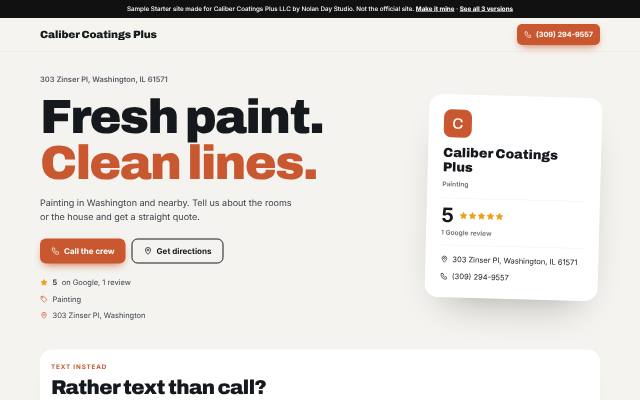 Sample Starter site made for Caliber Coatings Plus LLC by Nolan Day Studio. Not the official site. Make it mine · See all 3 versions
Caliber Coatings Plus
(309) 294-9557
303 Zinser Pl, Washington, IL 61571
Fresh paint.
Clean lines.
Painting in Washington and nearby. Tell us about the rooms
or the house and get a straight quote.
Call the crew
Get directions
5 on Google, 1 review
Painting
303 Zinser Pl, Washington
C
Caliber Coatings
Plus
Painting
5
1 Google review
303 Zinser Pl, Washington, IL 61571
(309) 294-9557
TEXT INSTEAD
Rather text than call?